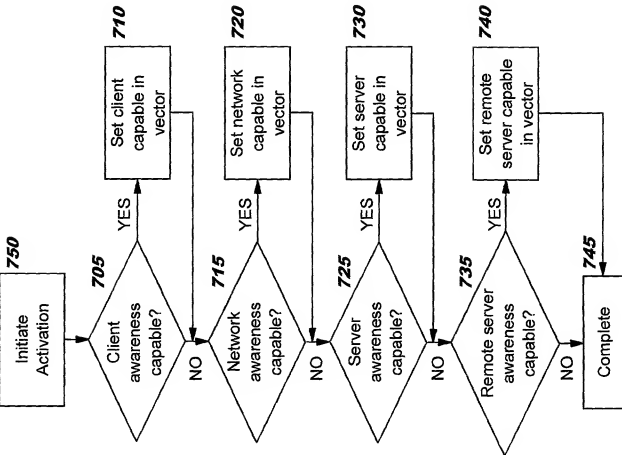 750
Initiate
Activation
705
Client
awareness
capable?
YES
NO
710
Set client
capable in
vector
715
Network
awareness
capable?
YES
NO
720
Set network
capable in
vector
725
Server
awareness
capable?
YES
NO
730
Set server
capable in
vector
735
Remote server
awareness
capable?
YES
NO
740
Set remote
server capable
in vector
745
Complete